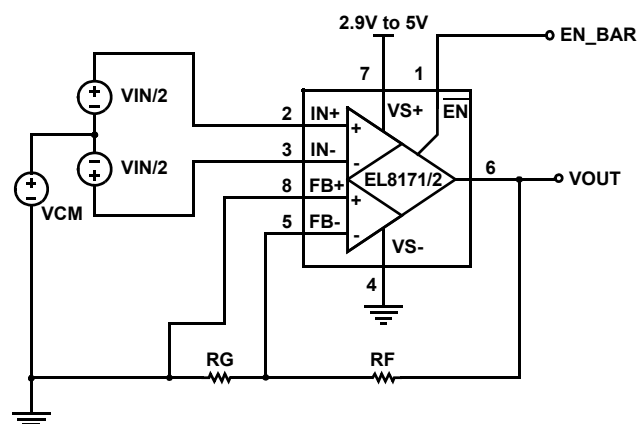 2.9V to 5V
EN_BAR
7
1
VIN/2
2
IN+
+
VS+
EN
3
IN-
-
VIN/2
EL8171/2
6
VOUT
8
FB+
+
VCM
5
FB-
-
VS-
4
RG
RF